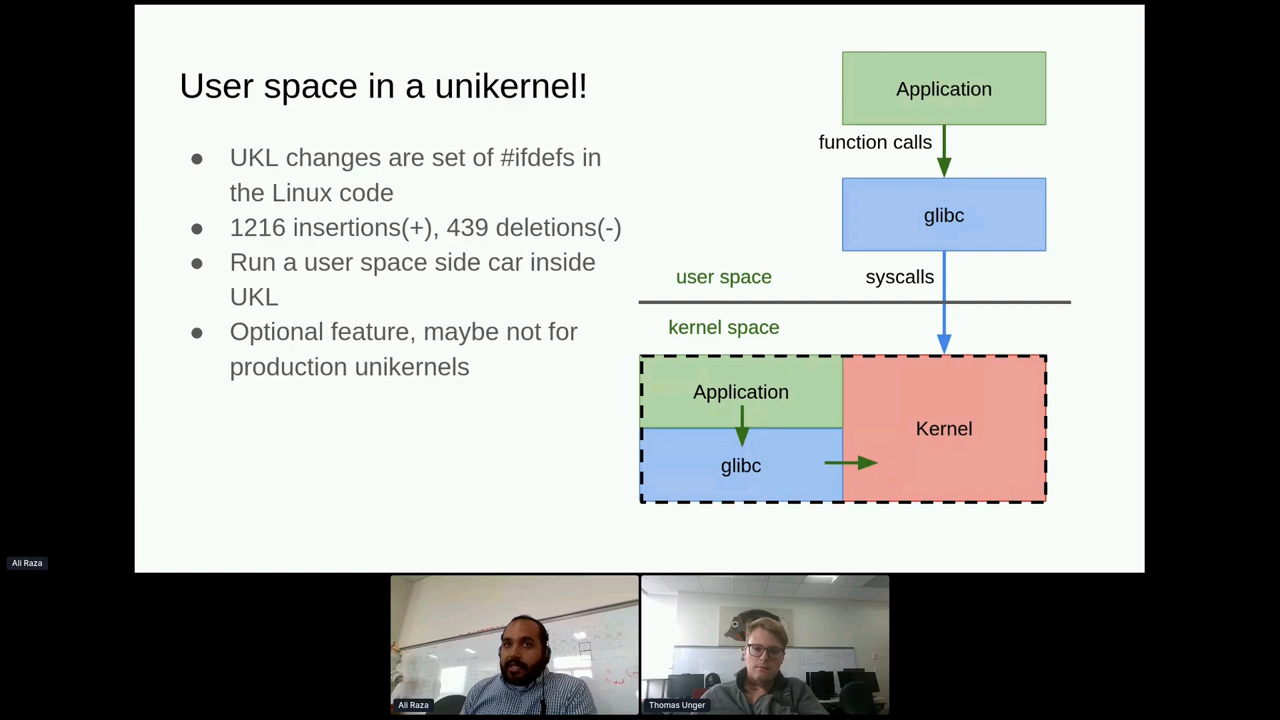 User space in a unikernel!
● UKL changes are set of #ifdefs in
the Linux code
● 1216 insertions(+), 439 deletions(-)
● Run a user space side car inside
UKL
● Optional feature, maybe not for
production unikernels
Application
function calls
glibc
user space
syscalls
kernel space
Application
glibc
Kernel
Ali Raza
Ali Raza
Thomas Unger